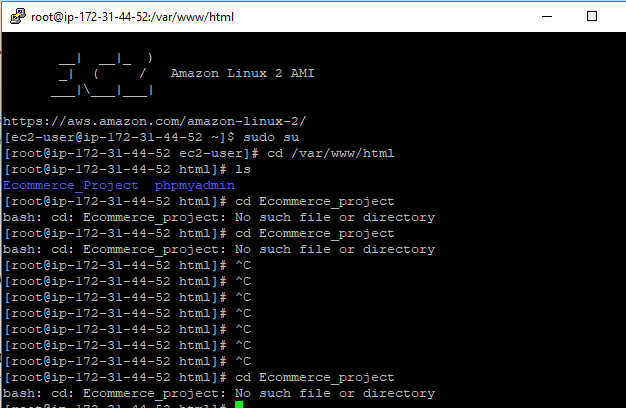 root@ip-172-31-44-52:/var/www/html
       __|  __|_  )
       _|  (     /   Amazon Linux 2 AMI
      ___|\___|___|
https://aws.amazon.com/amazon-linux-2/
[ec2-user@ip-172-31-44-52 ~]$ sudo su
[root@ip-172-31-44-52 ec2-user]# cd /var/www/html
[root@ip-172-31-44-52 html]# ls
Ecommerce_Project  phpmyadmin
[root@ip-172-31-44-52 html]# cd Ecommerce_project
bash: cd: Ecommerce_project: No such file or directory
[root@ip-172-31-44-52 html]# cd Ecommerce_project
bash: cd: Ecommerce_project: No such file or directory
[root@ip-172-31-44-52 html]# ^C
[root@ip-172-31-44-52 html]# ^C
[root@ip-172-31-44-52 html]# ^C
[root@ip-172-31-44-52 html]# ^C
[root@ip-172-31-44-52 html]# ^C
[root@ip-172-31-44-52 html]# ^C
[root@ip-172-31-44-52 html]# ^C
[root@ip-172-31-44-52 html]# cd Ecommerce_project
bash: cd: Ecommerce_project: No such file or directory
[root@ip-172-31-44-52 html]#